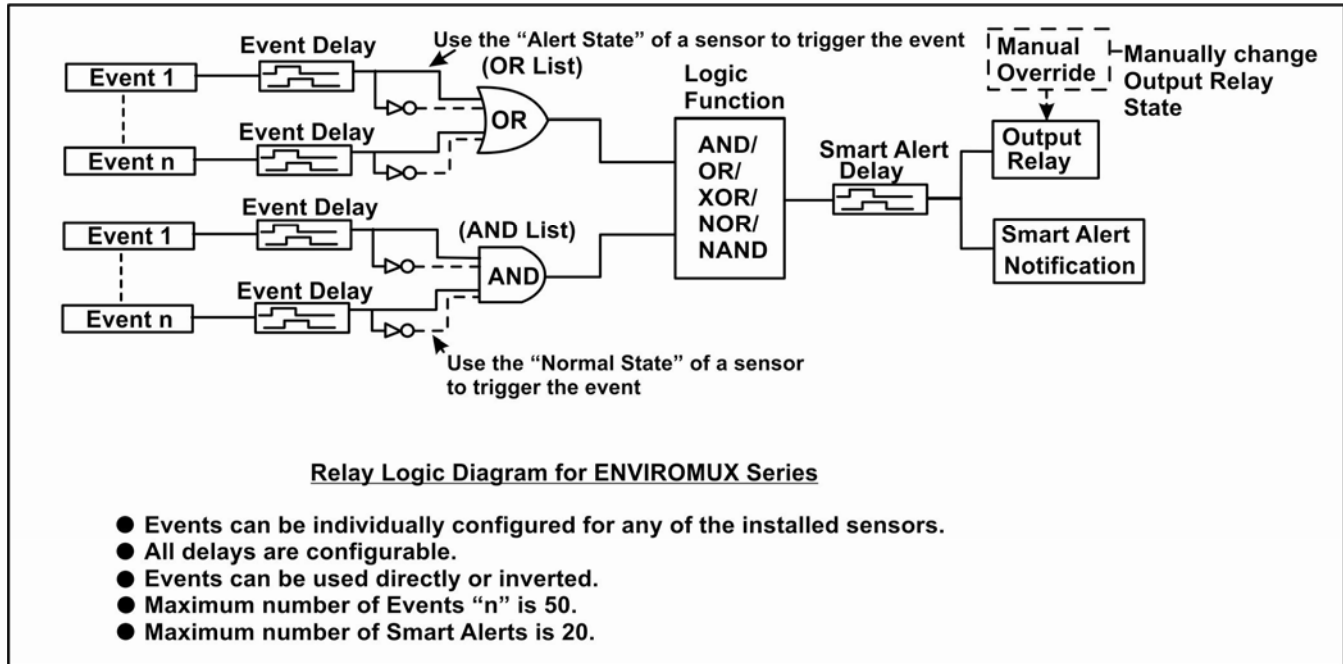 Event Delay
Use the “Alert State” of a sensor to trigger the event
(OR List)
Event 1
OR
Event Delay
Event n
Event Delay
(AND List)
Event 1
AND
Event Delay
Event n
Use the “Normal State” of a sensor
to trigger the event
Logic
Function
AND/
OR/
XOR/
NOR/
NAND
Smart Alert
Delay
Manual
Override
Manually change
Output Relay
State
Output
Relay
Smart Alert
Notification
Relay Logic Diagram for ENVIROMUX Series
● Events can be individually configured for any of the installed sensors.
● All delays are configurable.
● Events can be used directly or inverted.
● Maximum number of Events “n” is 50.
● Maximum number of Smart Alerts is 20.